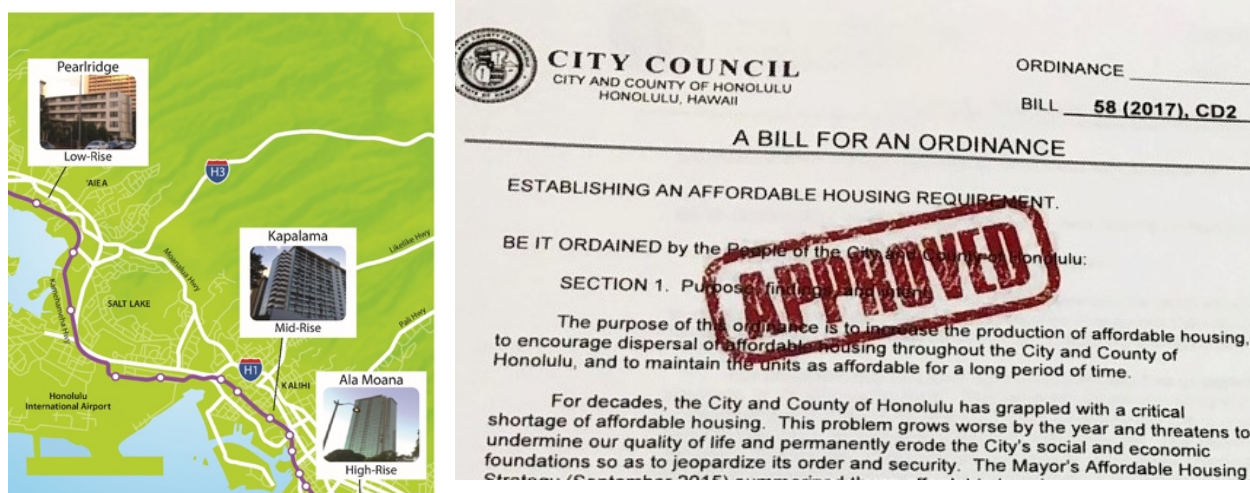 Pearlridge
Low-Rise
'AIEA
H3
Kapalama
Mid-Rise
Moanalua Hwy
Likelike Hwy
Kamehameha Hwy
SALT LAKE
Pali Hwy
H1
KALIHI
Ala Moana
High-Rise
Honolulu
International Airport
CITY COUNCIL
CITY AND COUNTY OF HONOLULU
HONOLULU, HAWAII
ORDINANCE
BILL 58 (2017), CD2
A BILL FOR AN ORDINANCE
ESTABLISHING AN AFFORDABLE HOUSING REQUIREMENT.
BE IT ORDAINED by the People of the City and County of Honolulu:
SECTION 1. Purpose, findings, and intent.
APPROVED
The purpose of this ordinance is to increase the production of affordable housing,
to encourage dispersal of affordable housing throughout the City and County of
Honolulu, and to maintain the units as affordable for a long period of time.
For decades, the City and County of Honolulu has grappled with a critical
shortage of affordable housing. This problem grows worse by the year and threatens to
undermine our quality of life and permanently erode the City's social and economic
foundations so as to jeopardize its order and security. The Mayor's Affordable Housing